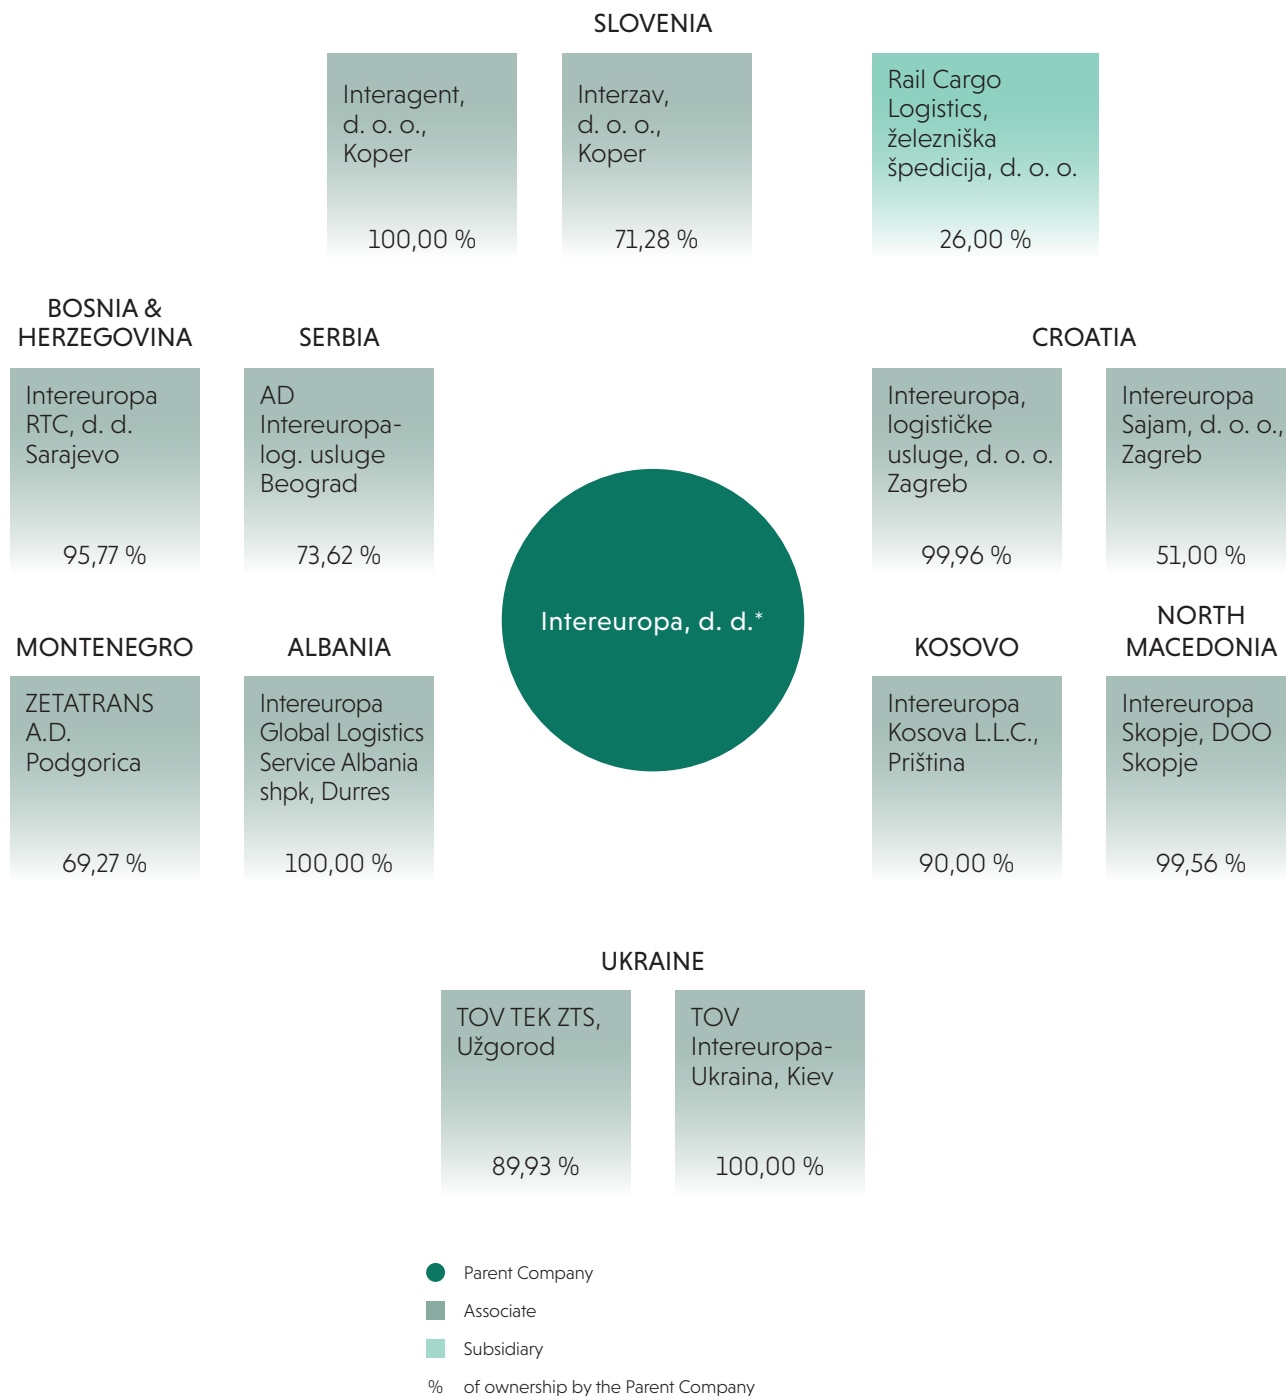 SLOVENIA
Interagent,
d. o. o.,
Koper
100,00 %
Interzav,
d. o. o.,
Koper
71,28 %
Rail Cargo
Logistics,
železniška
špedicija, d. o. o.
26,00 %
BOSNIA &
HERZEGOVINA
Intereuropa
RTC, d. d.
Sarajevo
95,77 %
SERBIA
AD
Intereuropa-
log. usluge
Beograd
73,62 %
CROATIA
Intereuropa,
logističke
usluge, d. o. o.
Zagreb
99,96 %
Intereuropa
Sajam, d. o. o.,
Zagreb
51,00 %
Intereuropa, d. d.*
MONTENEGRO
ZETATRANS
A.D.
Podgorica
69,27 %
ALBANIA
Intereuropa
Global Logistics
Service Albania
shpk, Durres
100,00 %
KOSOVO
Intereuropa
Kosova L.L.C.,
Priština
90,00 %
NORTH
MACEDONIA
Intereuropa
Skopje, DOO
Skopje
99,56 %
UKRAINE
TOV TEK ZTS,
Užgorod
89,93 %
TOV
Intereuropa-
Ukraina, Kiev
100,00 %
Parent Company
Associate
Subsidiary
% of ownership by the Parent Company